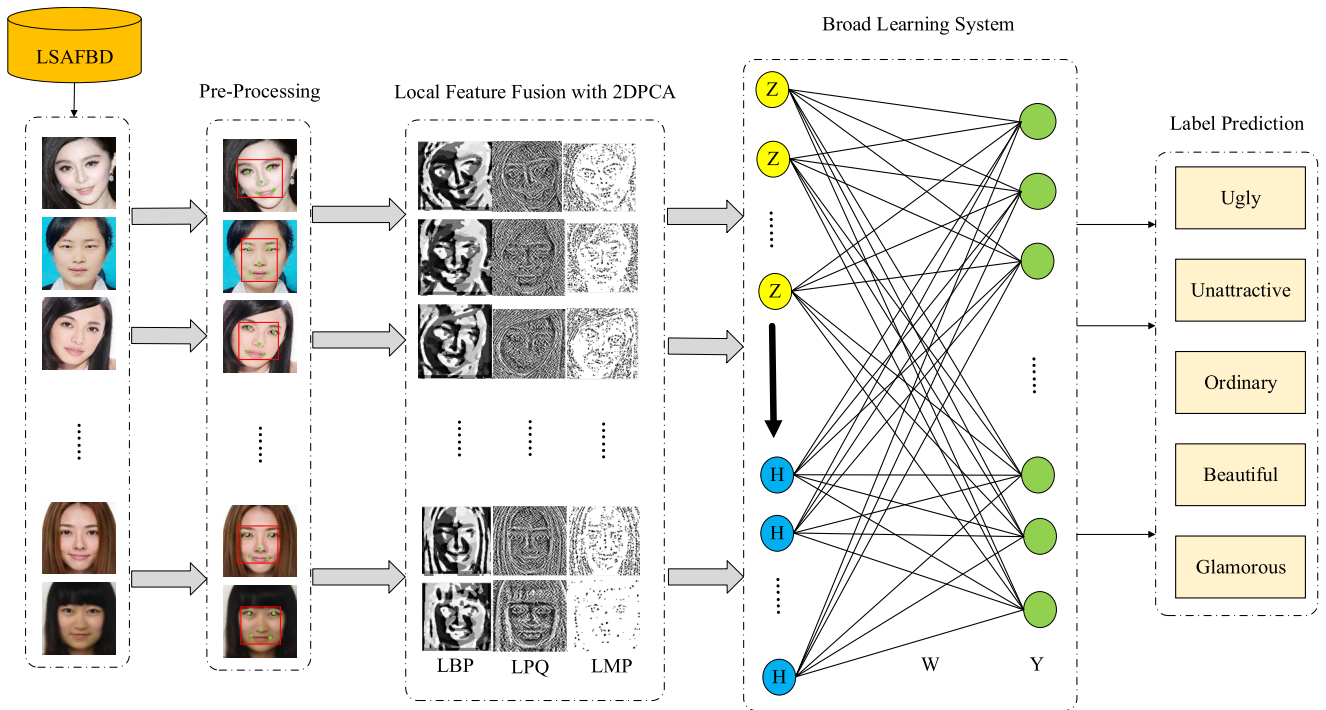 LSAFBD
Pre-Processing
Local Feature Fusion with 2DPCA
LBP
LPQ
LMP
Broad Learning System
Z
Z
Z
H
H
H
W
Y
Label Prediction
Ugly
Unattractive
Ordinary
Beautiful
Glamorous